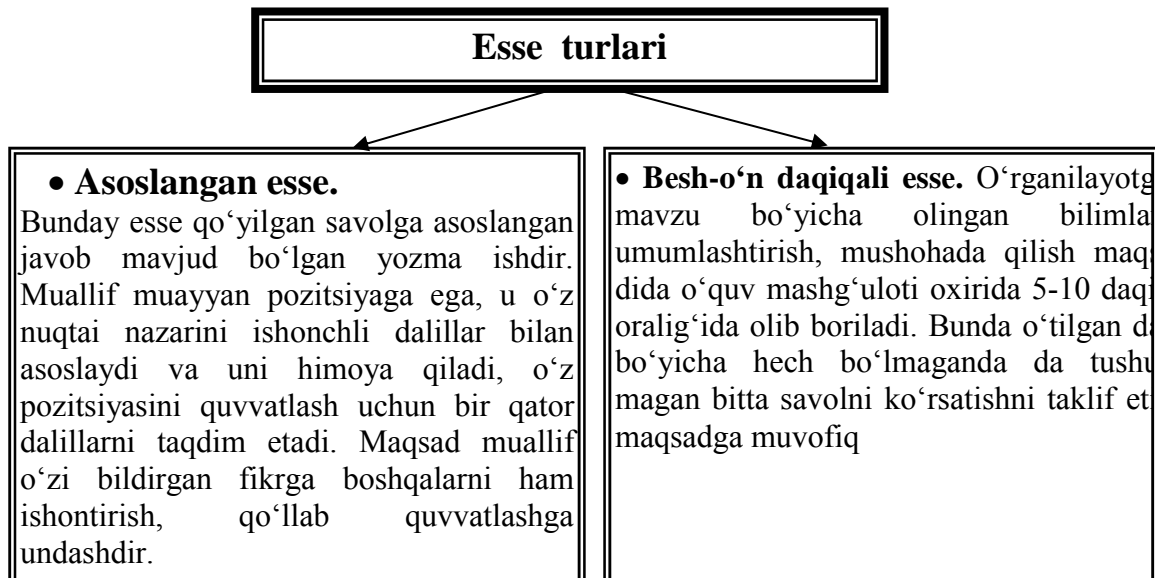 Esse turlari
• Asoslangan esse.
Bunday esse qo‘yilgan savolga asoslangan
javob mavjud bo‘lgan yozma ishdir.
Muallif muayyan pozitsiyaga ega, u o‘z
nuqtai nazarini ishonchli dalillar bilan
asoslaydi va uni himoya qiladi, o‘z
pozitsiyasini quvvatlash uchun bir qator
dalillarni taqdim etadi. Maqsad muallif
o‘zi bildirgan fikrga boshqalarni ham
ishontirish, qo‘llab quvvatlashga
undashdir.
• Besh-o‘n daqiqali esse.
mavzu bo‘yicha olingan
umumlashtirish, mushohada qilish
dida o‘quv mashg‘uloti oxirida 5-10
oralig‘ida olib boriladi. Bunda o‘tilgan
bo‘yicha hech bo‘lmaganda da
magan bitta savolni ko‘rsatishni taklif
maqsadga muvofiq